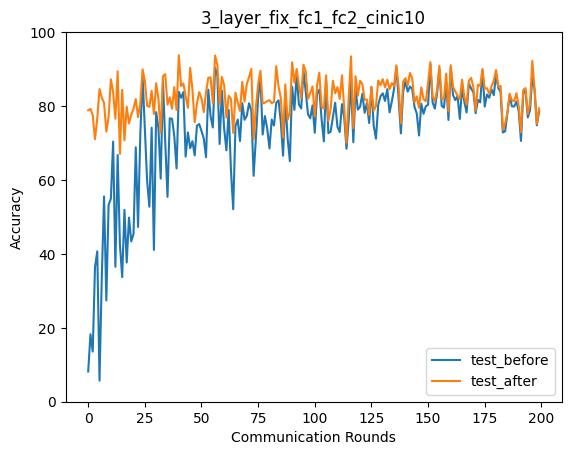 3_layer_fix_fc1_fc2_cinic10
100
80
60
40
20
0
Accuracy
0 25 50 75 100 125 150 175 200
Communication Rounds
test_before
test_after